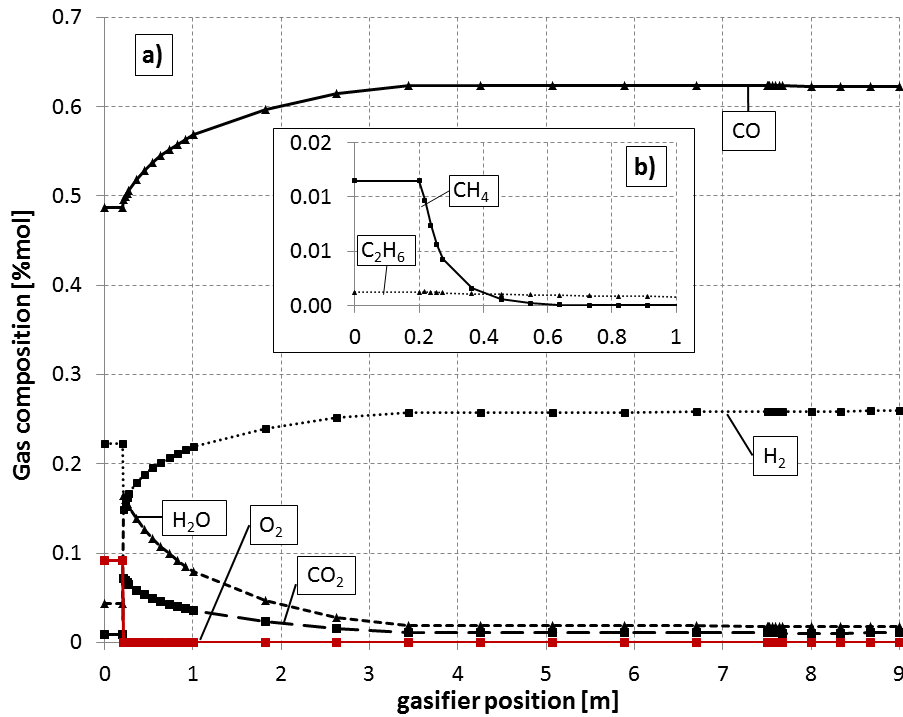 a)
0.7
0.6
0.5
0.4
0.3
0.2
0.1
0
Gas composition [%mol]
CO
b)
0.02
0.01
0.01
0.00
CH4
C2H6
0 0.2 0.4 0.6 0.8 1
H2
H2O
O2
CO2
0 1 2 3 4 5 6 7 8 9
gasifier position [m]